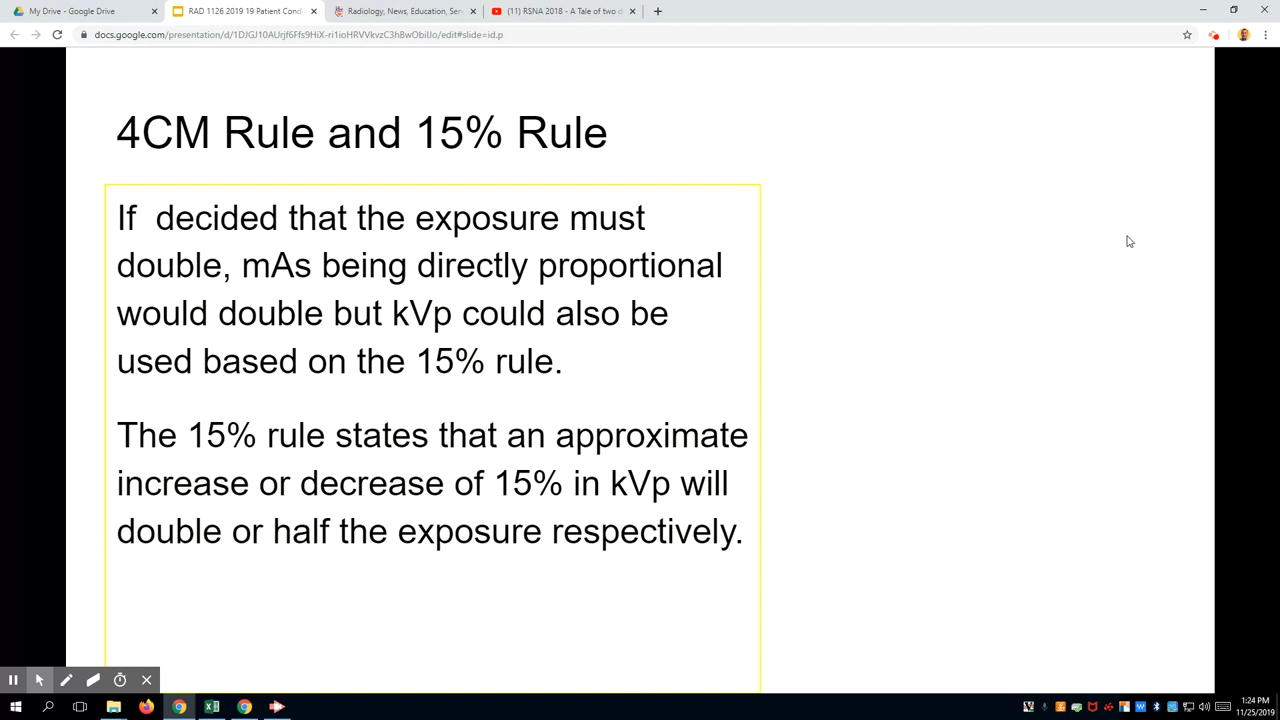 My Drive - Google Drive
RAD 1126 2019 19 Patient Cond
Radiology, News, Education, Ser
(11) RSNA 2018 - A Tale of two d
docs.google.com/presentation/d/
4CM Rule and 15% Rule
If decided that the exposure must
double, mAs being directly proportional
would double but kVp could also be
used based on the 15% rule.
The 15% rule states that an approximate
increase or decrease of 15% in kVp will
double or half the exposure respectively.
1:24 PM
11/25/2019